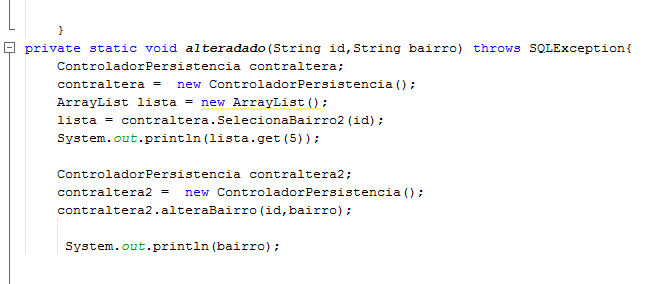 }
private static void alteradado(String id,String bairro) throws SQLException{
ControladorPersistencia contraltera;
contraltera =  new ControladorPersistencia();
ArrayList lista = new ArrayList();
lista = contraltera.SelecionaBairro2(id);
System.out.println(lista.get(5));
ControladorPersistencia contraltera2;
contraltera2 =  new ControladorPersistencia();
contraltera2.alteraBairro(id,bairro);
System.out.println(bairro);